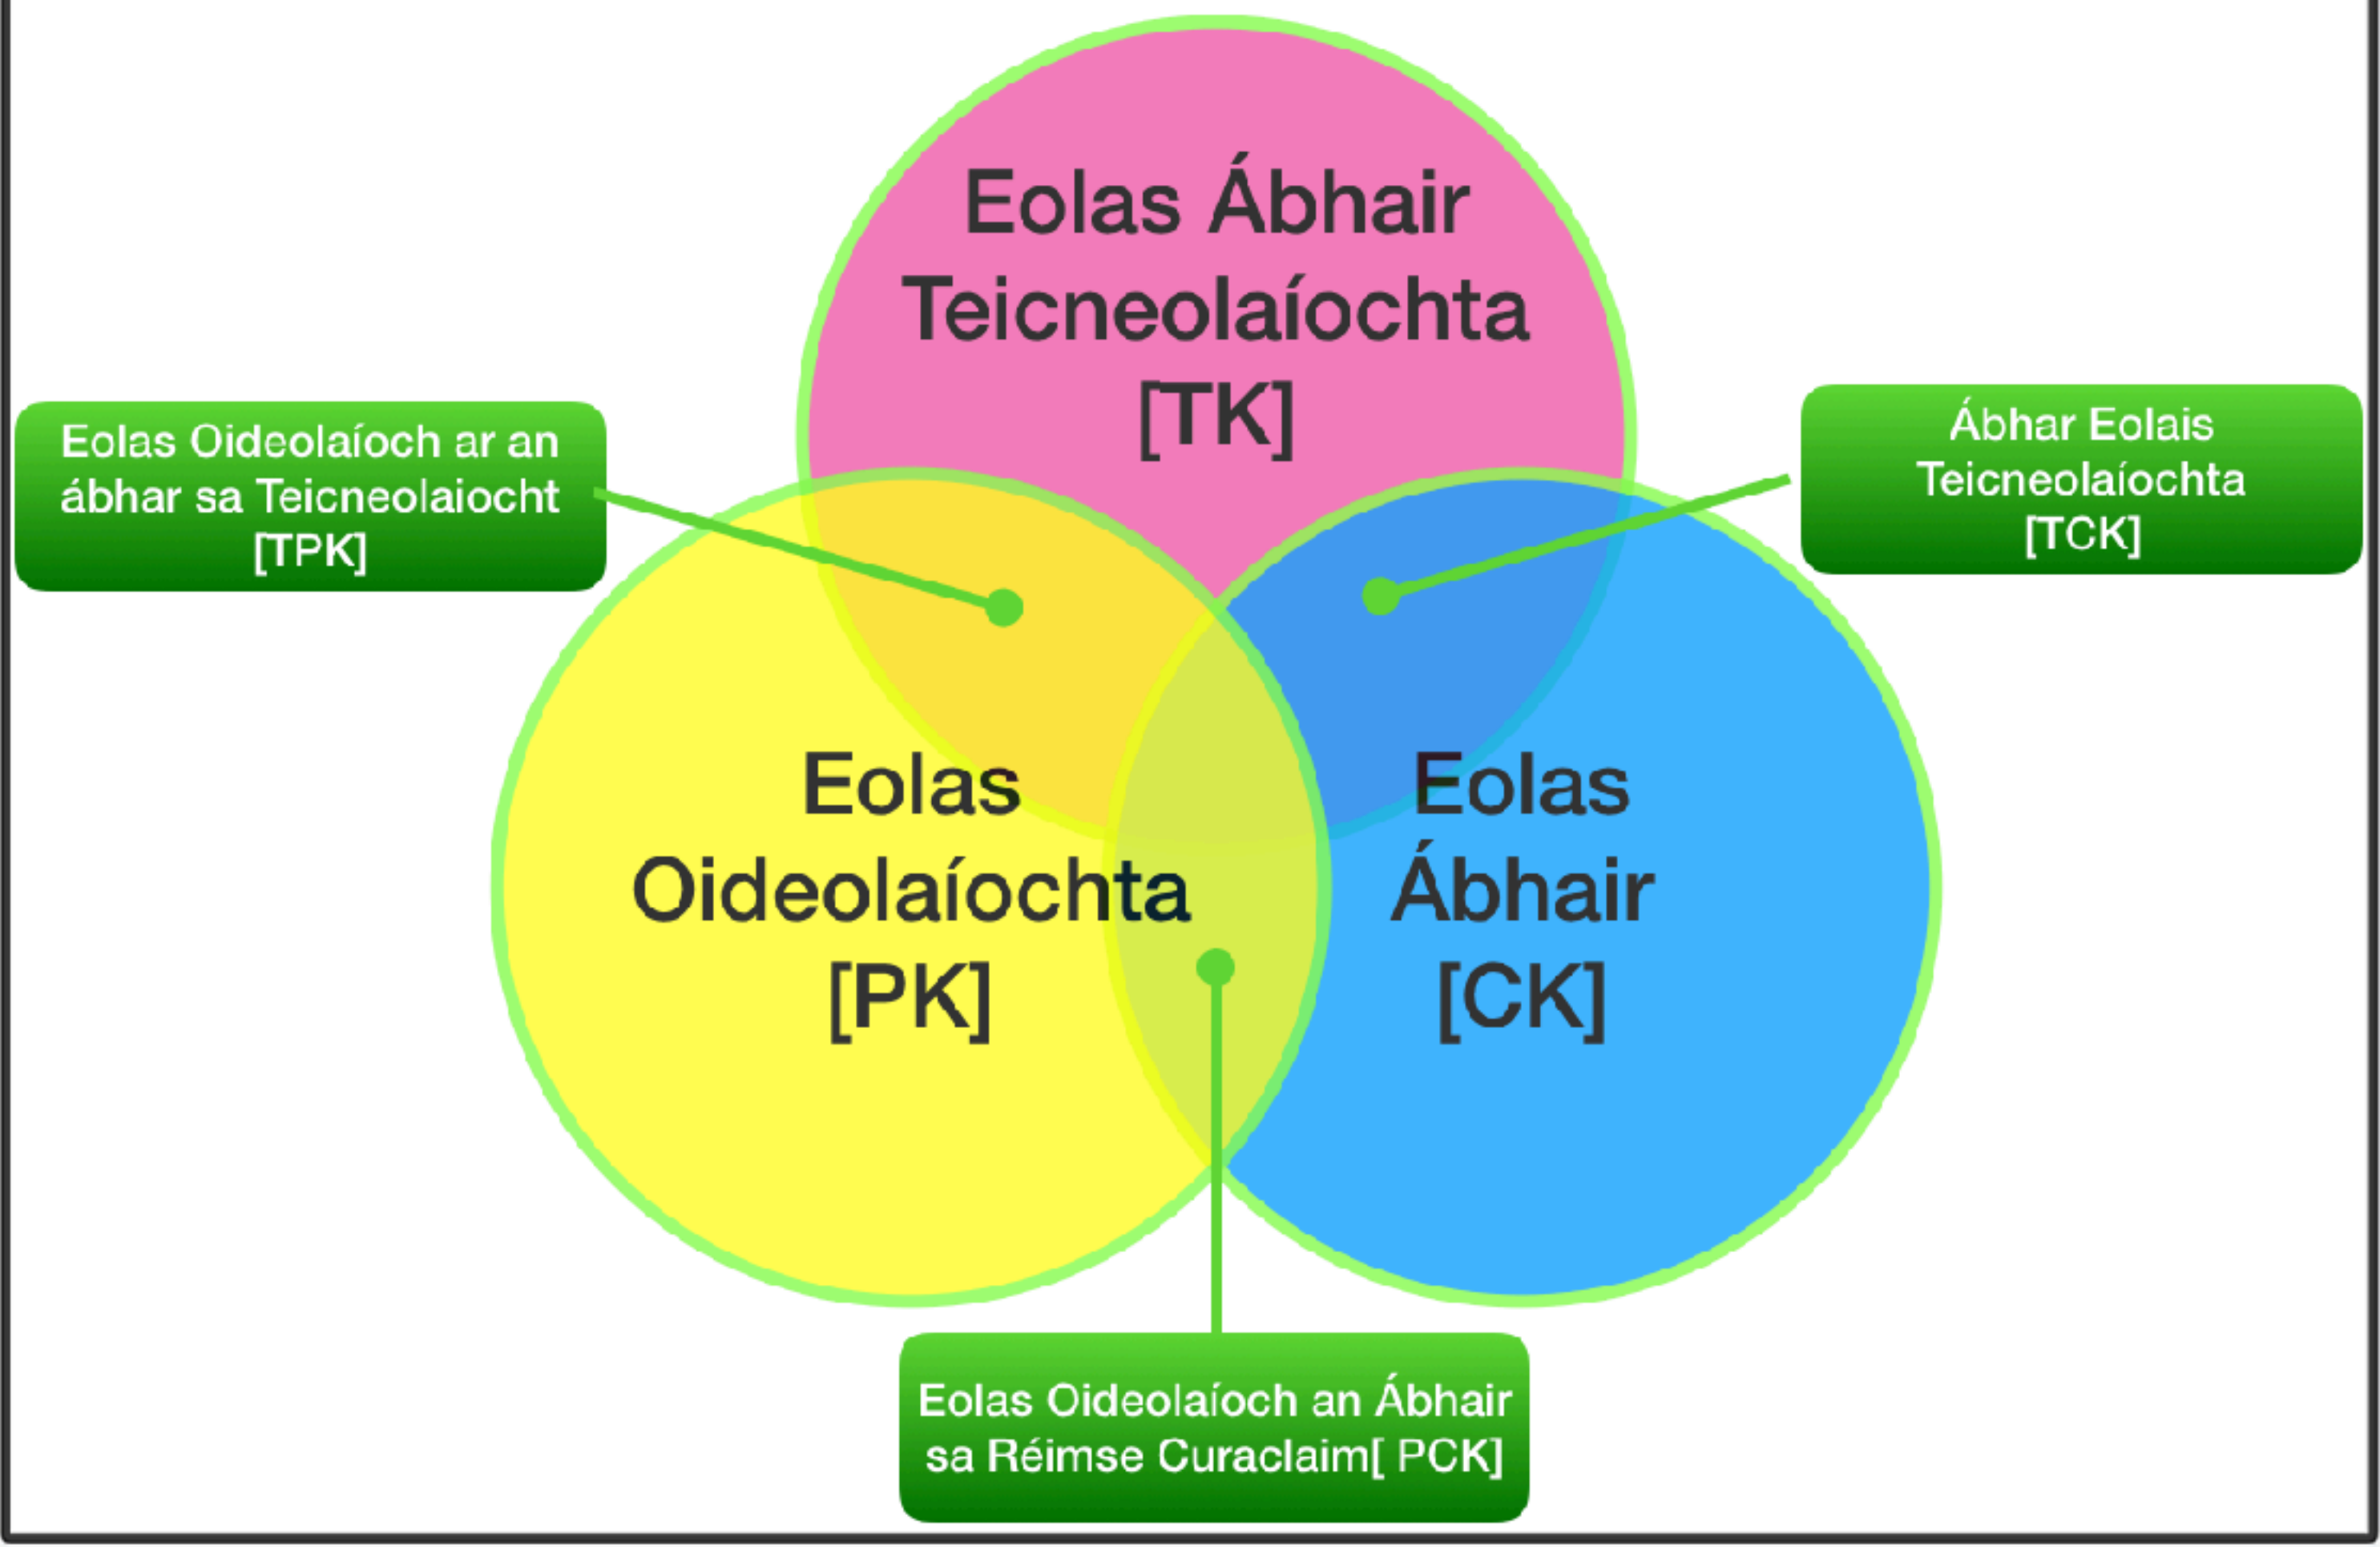 Eolas Ábhair
Teicneolaíochta
[TK]
Eolas Oideolaíoch ar an
ábhar sa Teicneolaiocht
[TPK]
Ábhar Eolais
Teicneolaíochta
[TCK]
Eolas
Oideolaíochta
[PK]
Eolas
Ábhair
[CK]
Eolas Oideolaíoch an Ábhair
sa Réimse Curaclaim[ PCK]